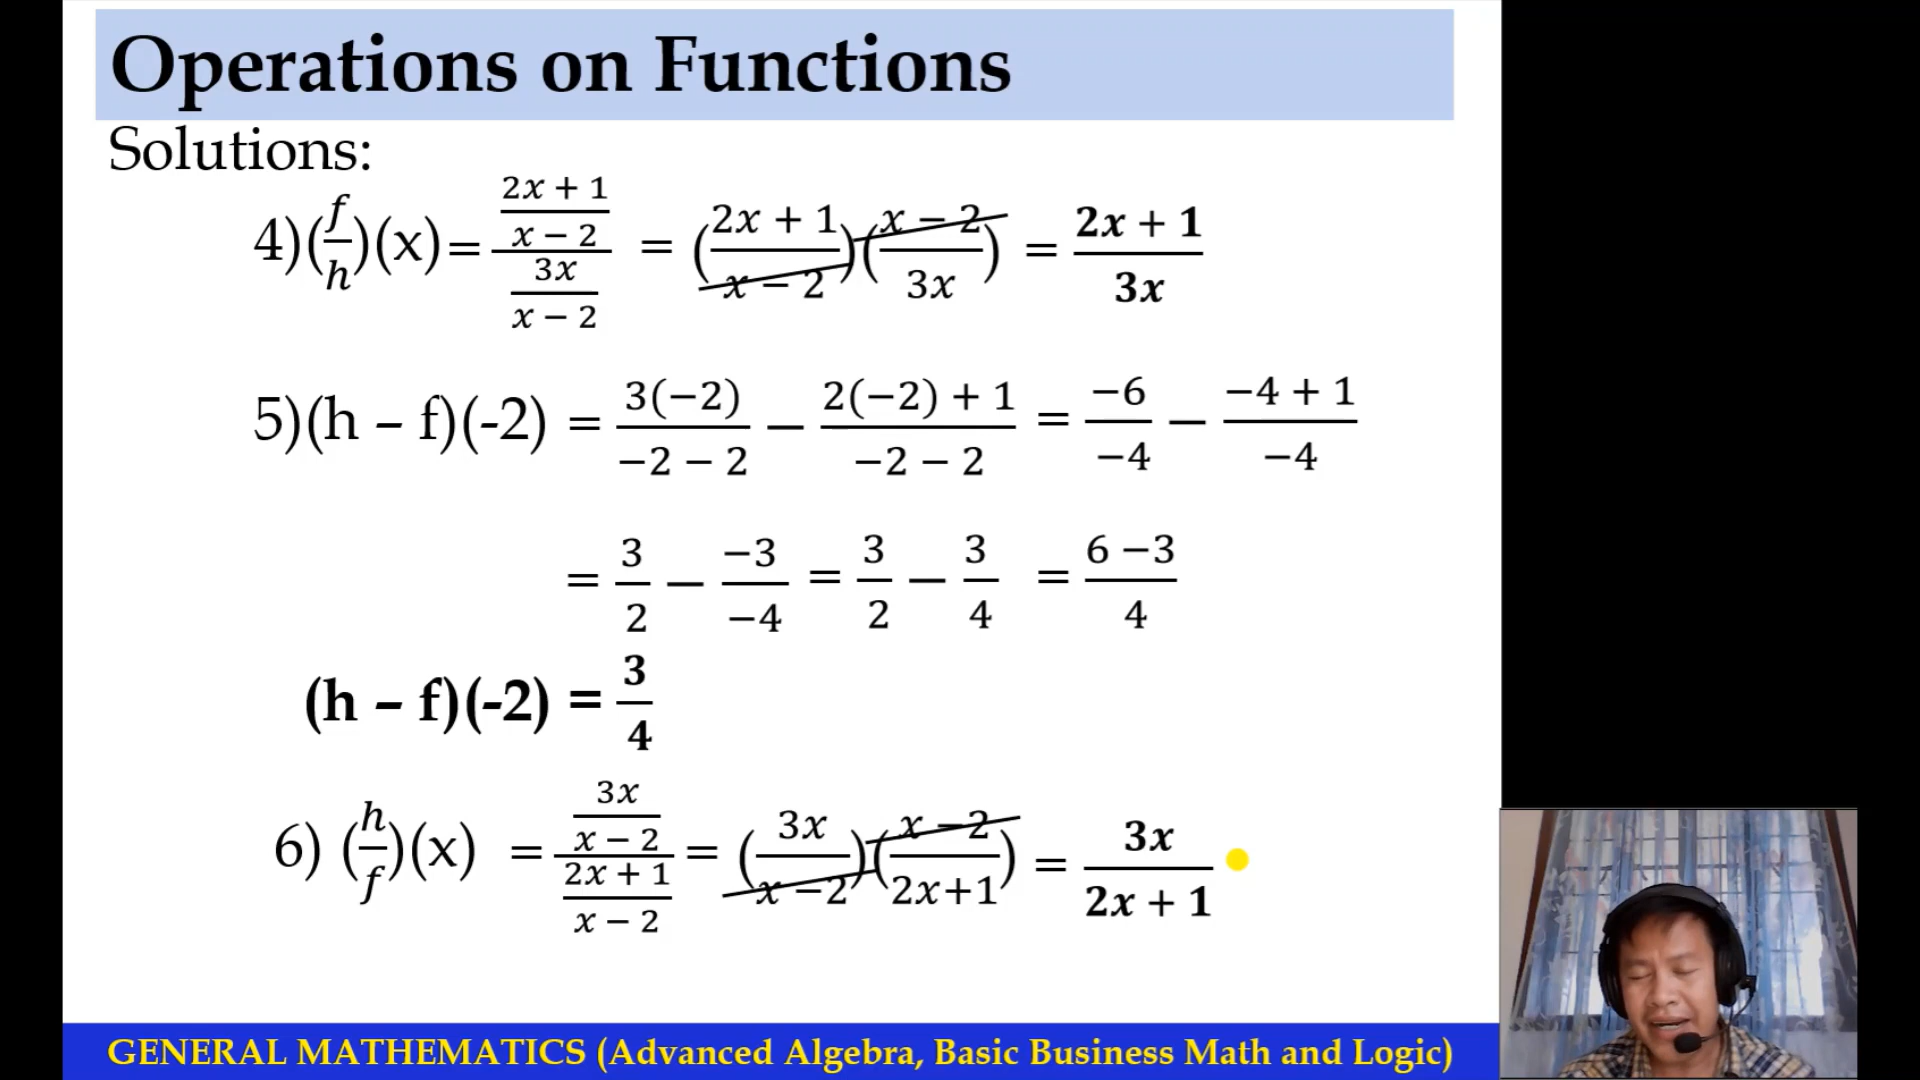 Operations on Functions
Solutions:
4)(f/h)(x) = ((2x + 1)/(x − 2))/((3x)/(x − 2)) = ((2x + 1)/(x − 2))((x − 2)/(3x)) = (2x + 1)/(3x)
5)(h – f)(-2) = (3(−2))/(−2 − 2) − (2(−2) + 1)/(−2 − 2) = (−6)/(−4) − (−4 + 1)/(−4)
= 3/2 − (−3)/(−4) = 3/2 − 3/4 = (6 −3)/4
(h – f)(-2) = 3/4
6) (h/f)(x) = ((3x)/(x − 2))/((2x + 1)/(x − 2)) = ((3x)/(x −2))((x −2)/(2x+1)) = (3x)/(2x + 1)
GENERAL MATHEMATICS (Advanced Algebra, Basic Business Math and Logic)